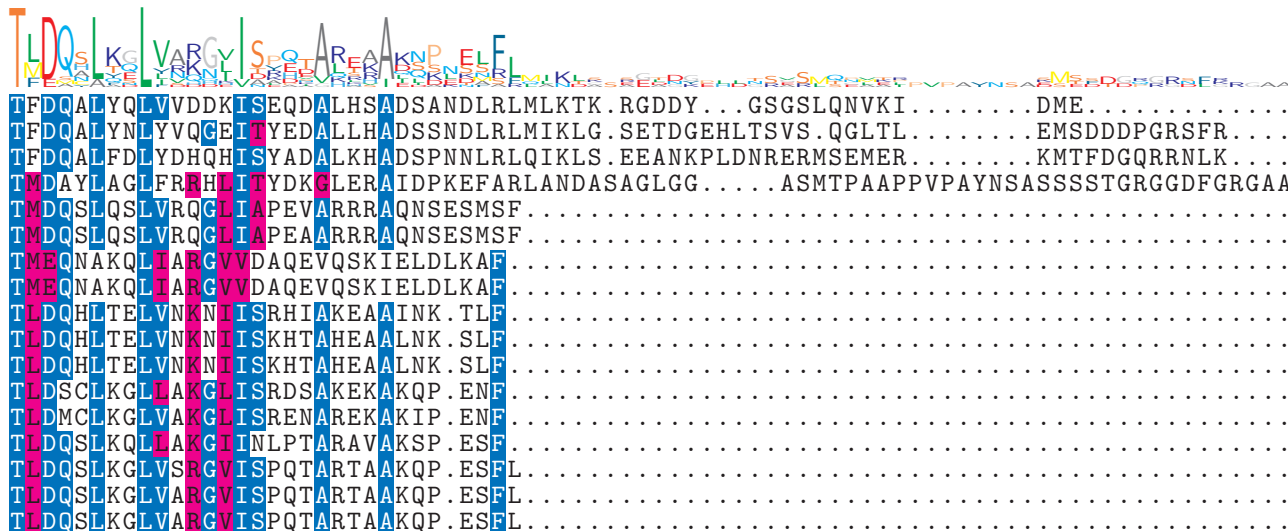 TFDQALYQLVVDDKISEQDALHSADSANDLRLMLKTK.RGDDY...GSGSLQNVKI........DME.............
TFDQALYNLYVQGEITYEDALLHADSSNDLRLMIKLG.SETDGEHLTSVS.QGLTL........EMSDDDPGRSFR....
TFDQALFDLYDHQHISYADALKHADSPNNLRLQIKLS.EEANKPLDNRERMSEMER........KMTFDGQRRNLK....
TMDAYLAGLFRRHLITYDKGLERAIDPKEFARLANDASAGLGG.....ASMTPAAPPVPAYNSASSSSTGRGGDFGRGAA
TMDQSLQSLVRQGLIAPEVARRRAQNSESMSF................................................
TMDQSLQSLVRQGLIAPEAARRRAQNSESMSF................................................
TMEQNAKQLIARGVVDAQEVQSKIELDLKAF.................................................
TMEQNAKQLIARGVVDAQEVQSKIELDLKAF.................................................
TLDQHLTELVNKNIISRHIAKEAAINK.TLF.................................................
TLDQHLTELVNKNIISKHTAHEAALNK.SLF.................................................
TLDQHLTELVNKNIISKHTAHEAALNK.SLF.................................................
TLDSCLKGLLAKGLISRDSAKEKAKQP.ENF.................................................
TLDMCLKGLVAKGLISRENAREKAKIP.ENF.................................................
TLDQSLKQLLAKGIINLPTARAVAKSP.ESF.................................................
TLDQSLKGLVSRGVISPQTARTAAKQP.ESFL................................................
TLDQSLKGLVARGVISPQTARTAAKQP.ESFL................................................
TLDQSLKGLVARGVISPQTARTAAKQP.ESFL................................................